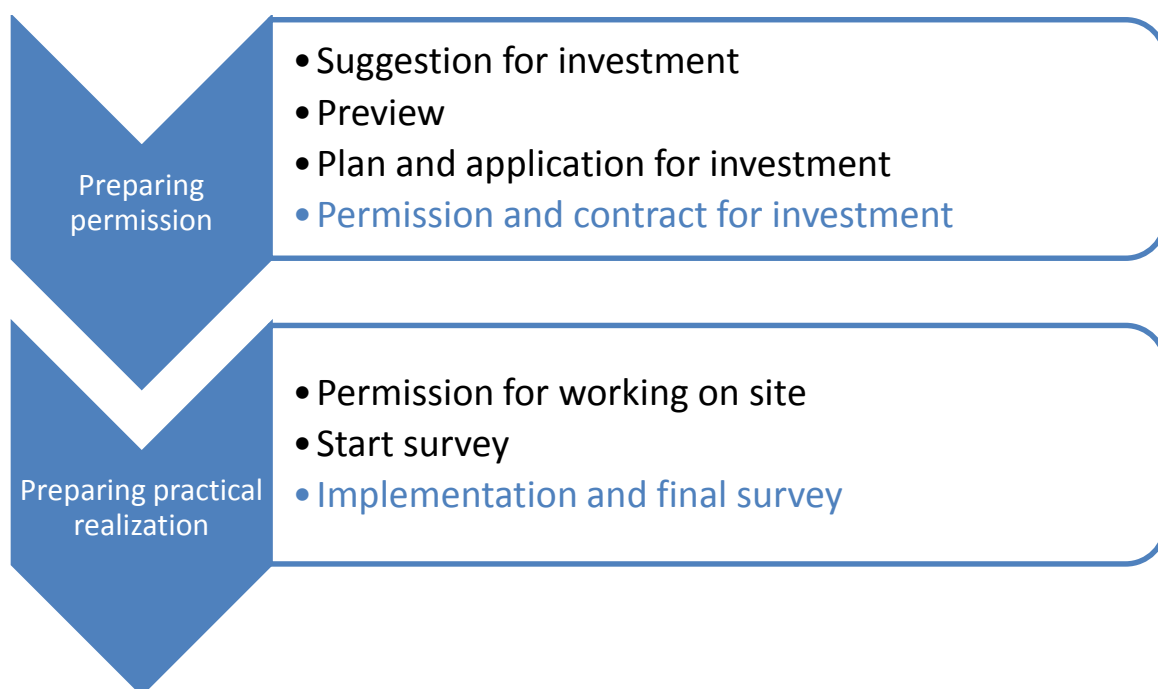 Preparing
permission
• Suggestion for investment
• Preview
• Plan and application for investment
• Permission and contract for investment
Preparing practical
realization
• Permission for working on site
• Start survey
• Implementation and final survey